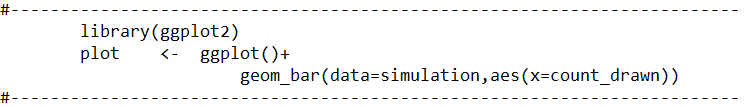 #-------------------------------------------------------------------------
library(ggplot2)
plot    <-  ggplot()+
geom_bar(data=simulation,aes(x=count_drawn))
#-------------------------------------------------------------------------